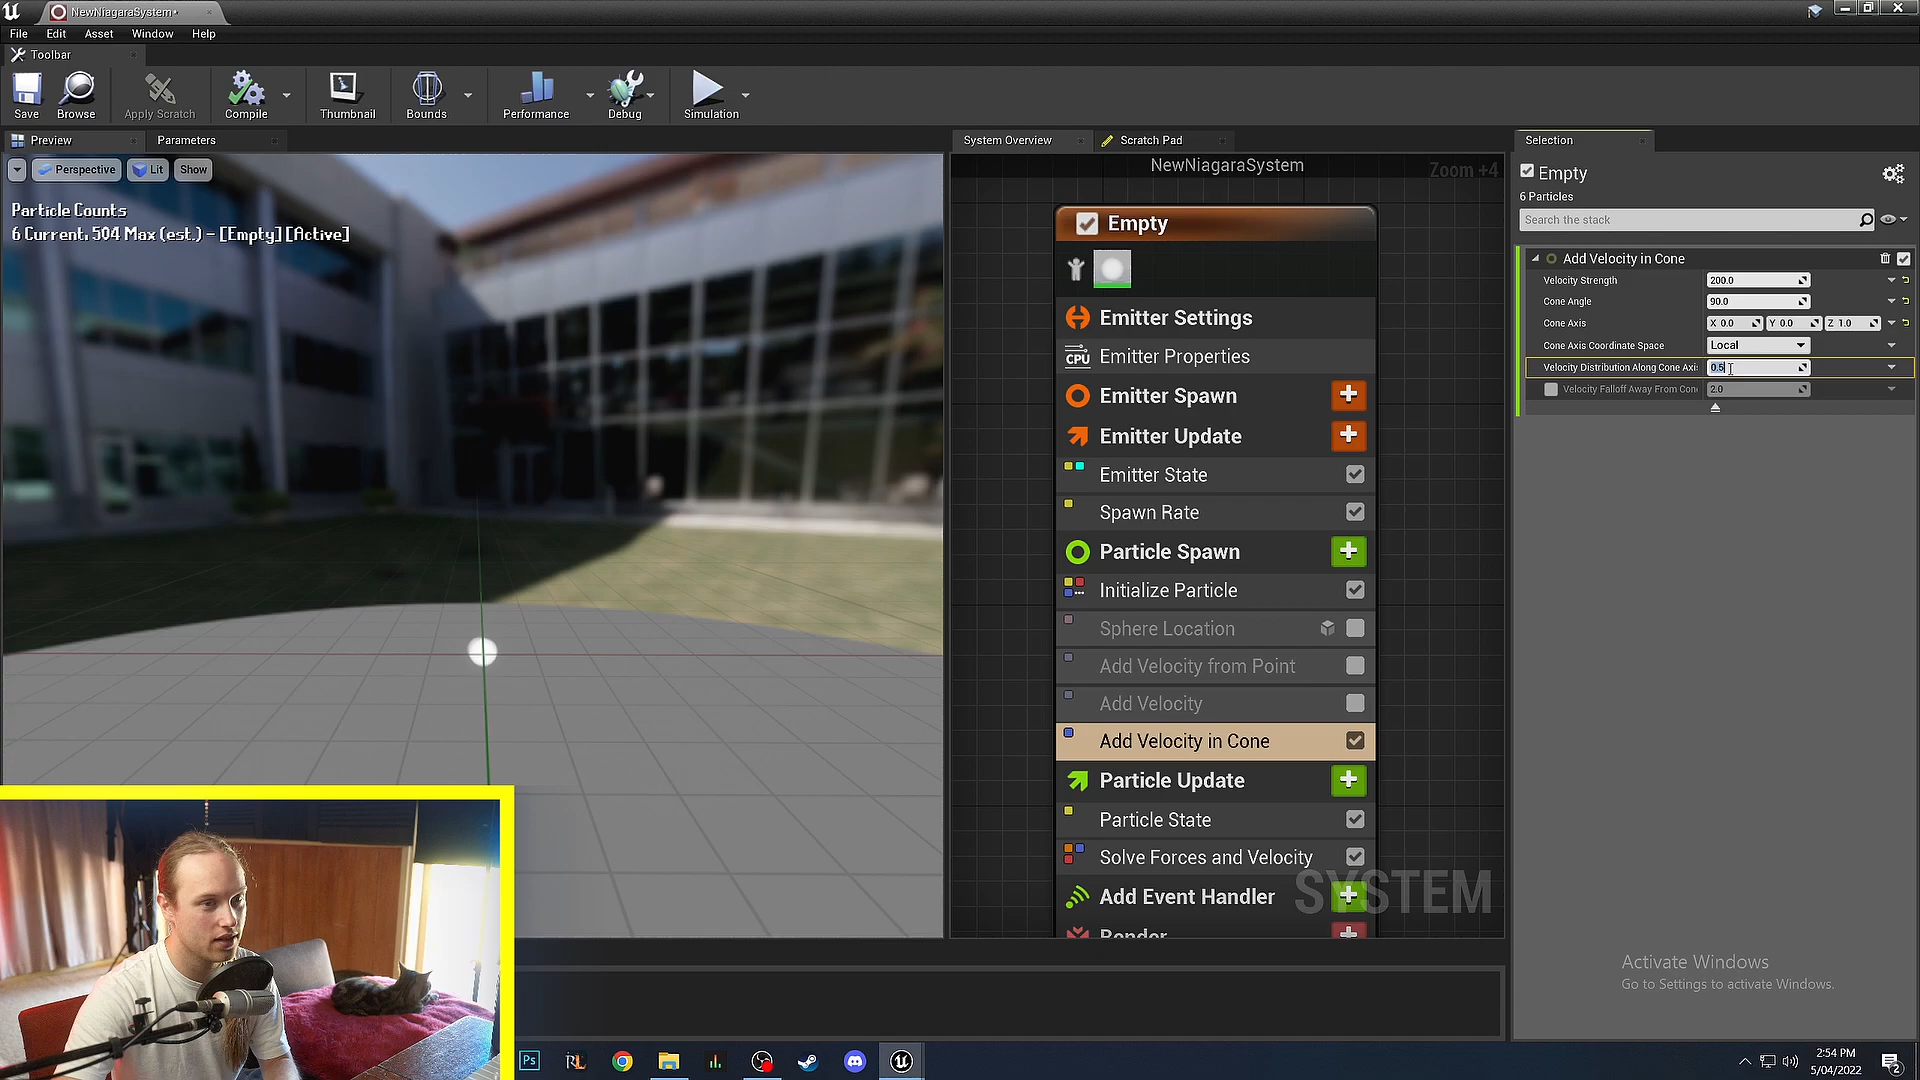 NewNiagaraSystem*
File Edit Asset Window Help
Toolbar
Save
Browse
Apply Scratch
Compile
Thumbnail
Bounds
Performance
Debug
Simulation
Preview
Parameters
System Overview
Scratch Pad
Selection
Perspective
Lit
Show
Particle Counts
6 Current, 504 Max (est.) - [Empty] [Active]
NewNiagaraSystem
Zoom +4
Empty
Emitter Settings
CPU Emitter Properties
Emitter Spawn
Emitter Update
Emitter State
Spawn Rate
Particle Spawn
Initialize Particle
Sphere Location
Add Velocity from Point
Add Velocity
Add Velocity in Cone
Particle Update
Particle State
Solve Forces and Velocity
Add Event Handler
Render
SYSTEM
Empty
6 Particles
Search the stack
Add Velocity in Cone
Velocity Strength 200.0
Cone Angle 90.0
Cone Axis X 0.0 Y 0.0 Z 1.0
Cone Axis Coordinate Space Local
Velocity Distribution Along Cone Axi 0.5
Velocity Falloff Away From Con 2.0
Activate Windows
Go to Settings to activate Windows.
Ps
RL
2:54 PM
5/04/2022
2